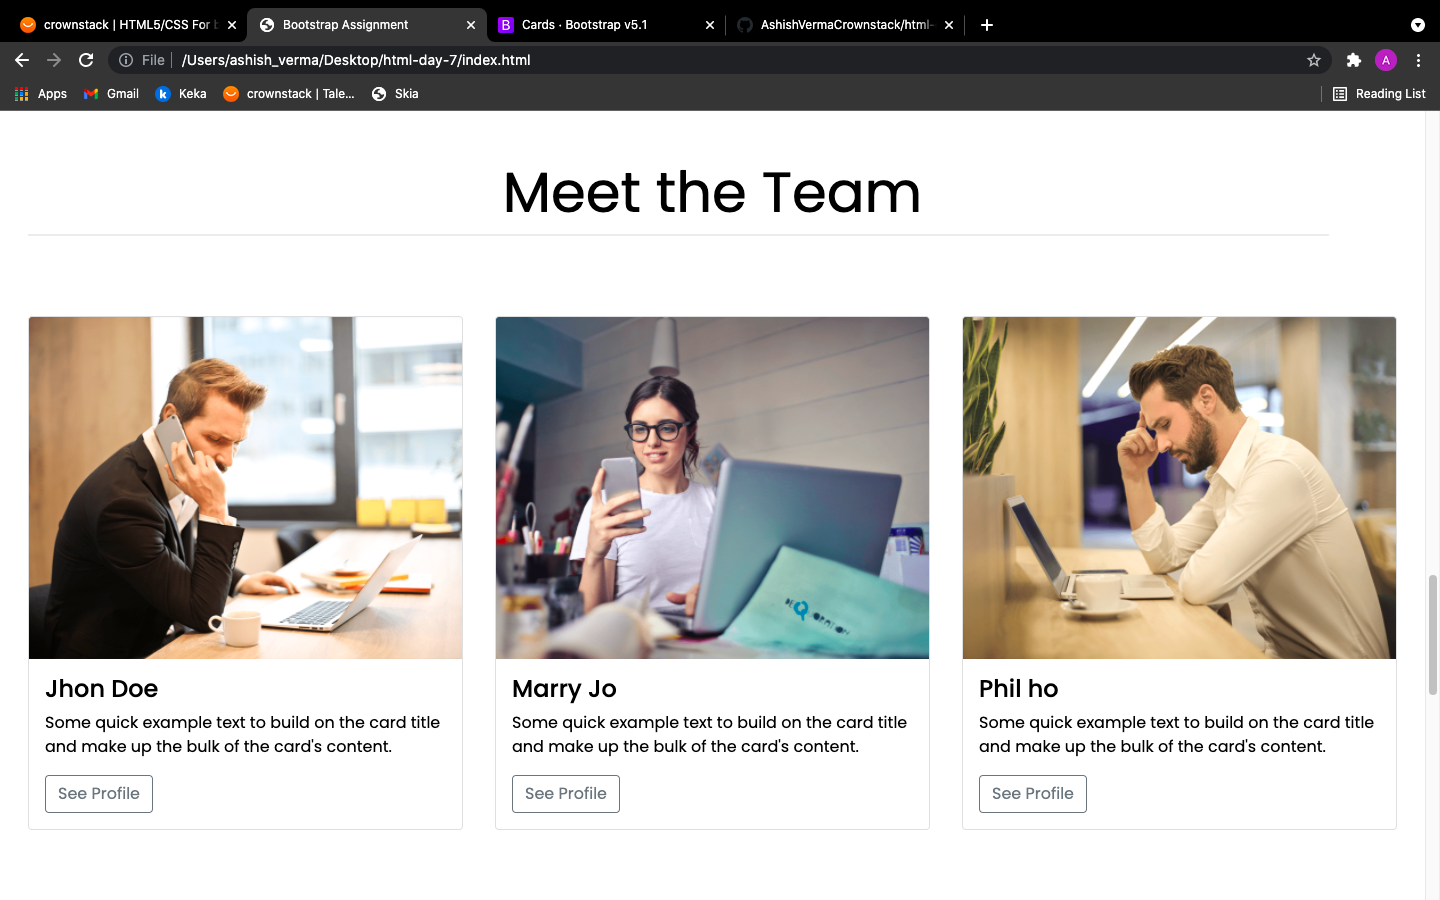 crownstack | HTML5/CSS For b
Bootstrap Assignment
B
Cards · Bootstrap v5.1
AshishVermaCrownstack/html-
File
/Users/ashish_verma/Desktop/html-day-7/index.html
A
Apps
Gmail
k
Keka
crownstack | Tale...
Skia
Reading List
Meet the Team
Jhon Doe
Some quick example text to build on the card title
and make up the bulk of the card's content.
See Profile
Marry Jo
Some quick example text to build on the card title
and make up the bulk of the card's content.
See Profile
Phil ho
Some quick example text to build on the card title
and make up the bulk of the card's content.
See Profile